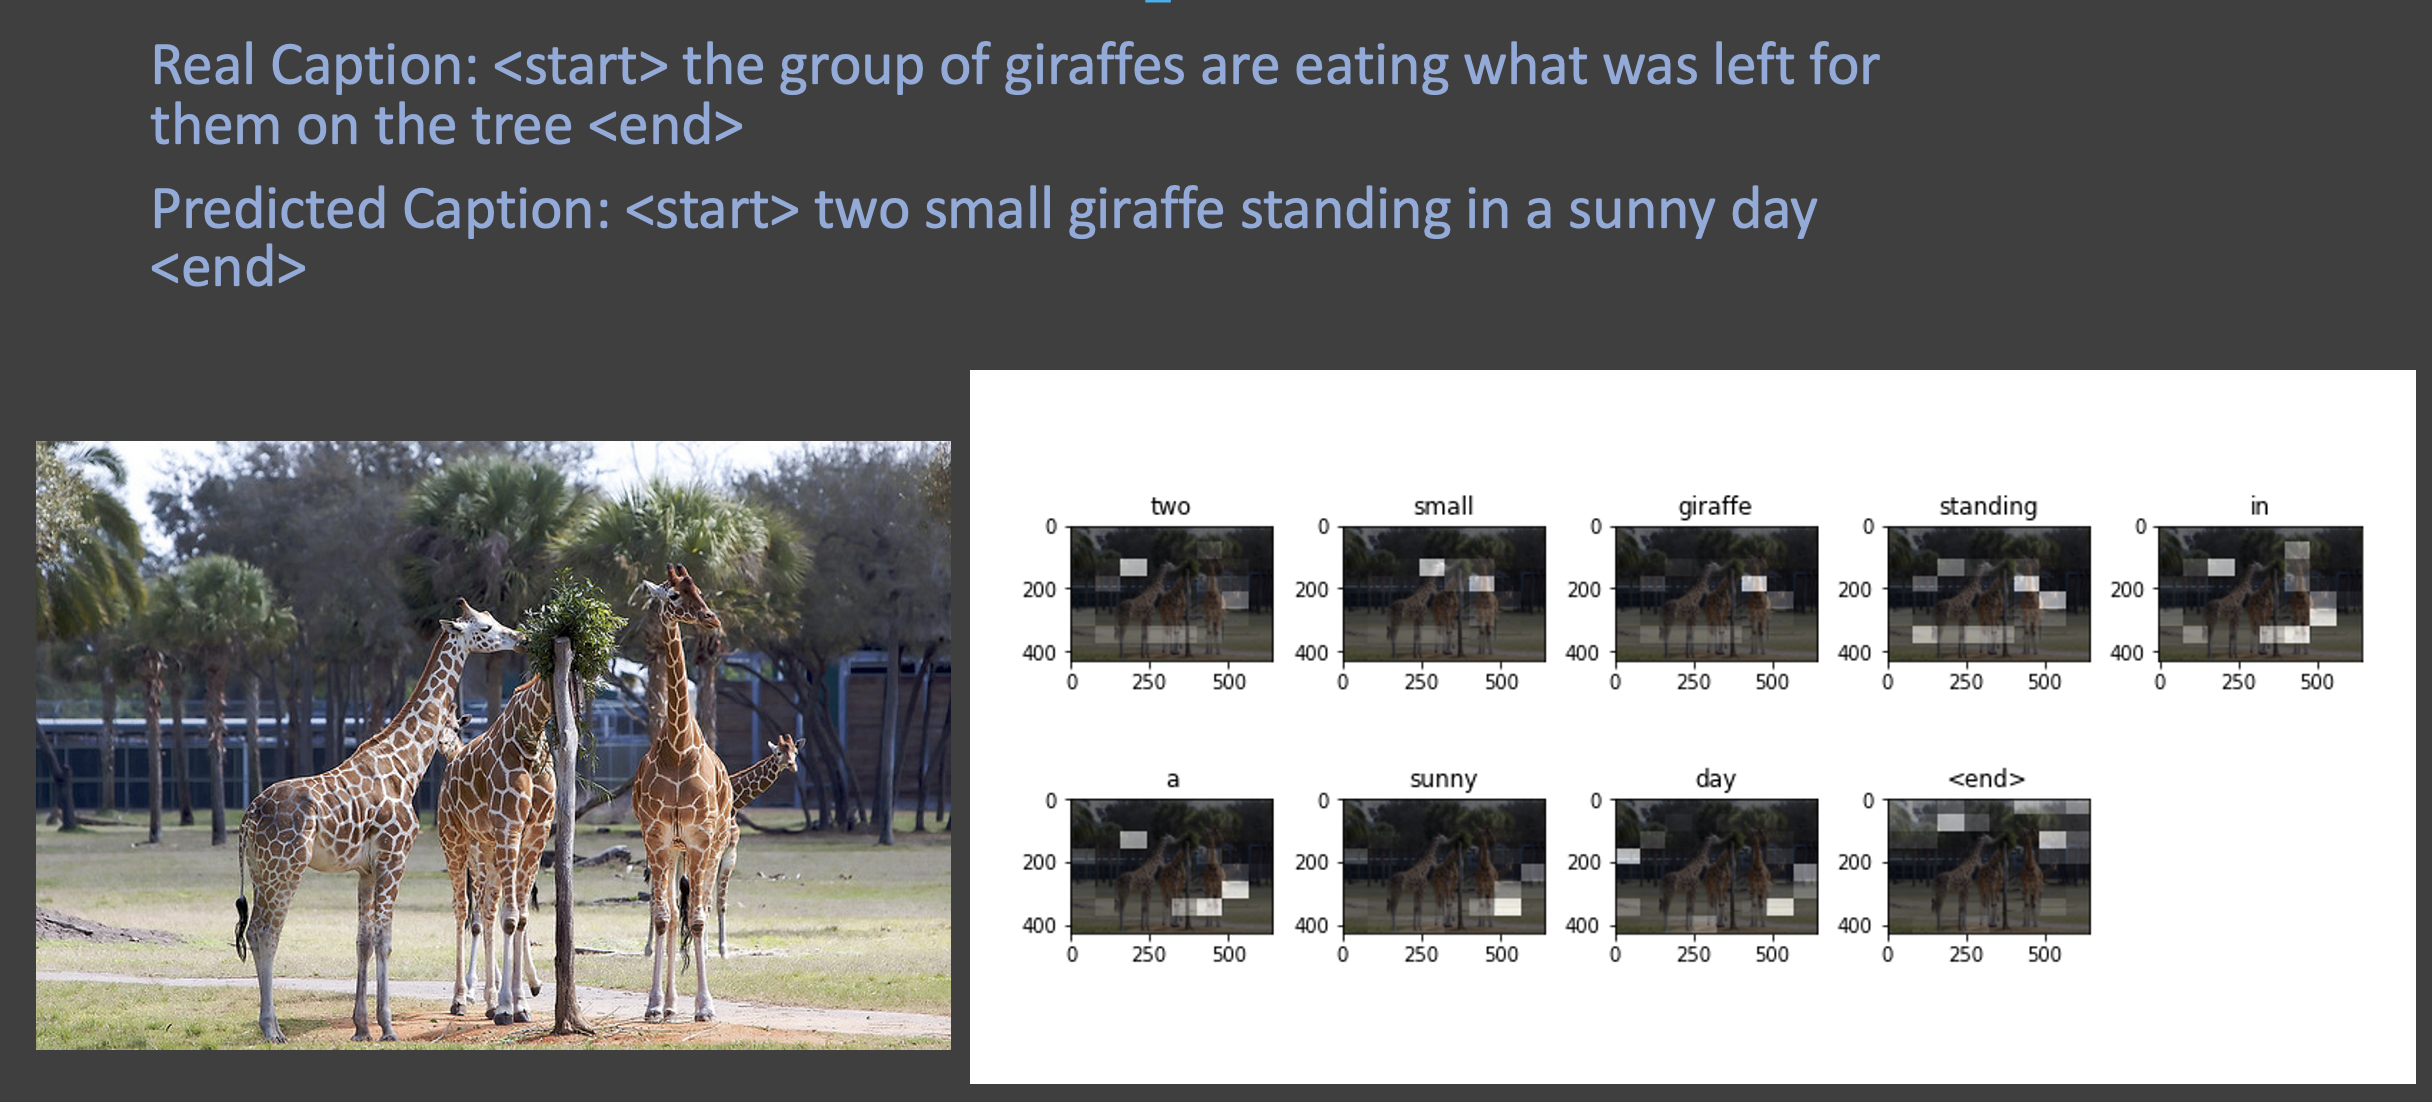 Real Caption: <start> the group of giraffes are eating what was left for
them on the tree <end>
Predicted Caption: <start> two small giraffe standing in a sunny day
<end>
two small giraffe standing in
0 0 0 0 0
200 200 200 200 200
400 400 400 400 400
0 250 500 0 250 500 0 250 500 0 250 500 0 250 500
a sunny day <end>
0 0 0 0
200 200 200 200
400 400 400 400
0 250 500 0 250 500 0 250 500 0 250 500